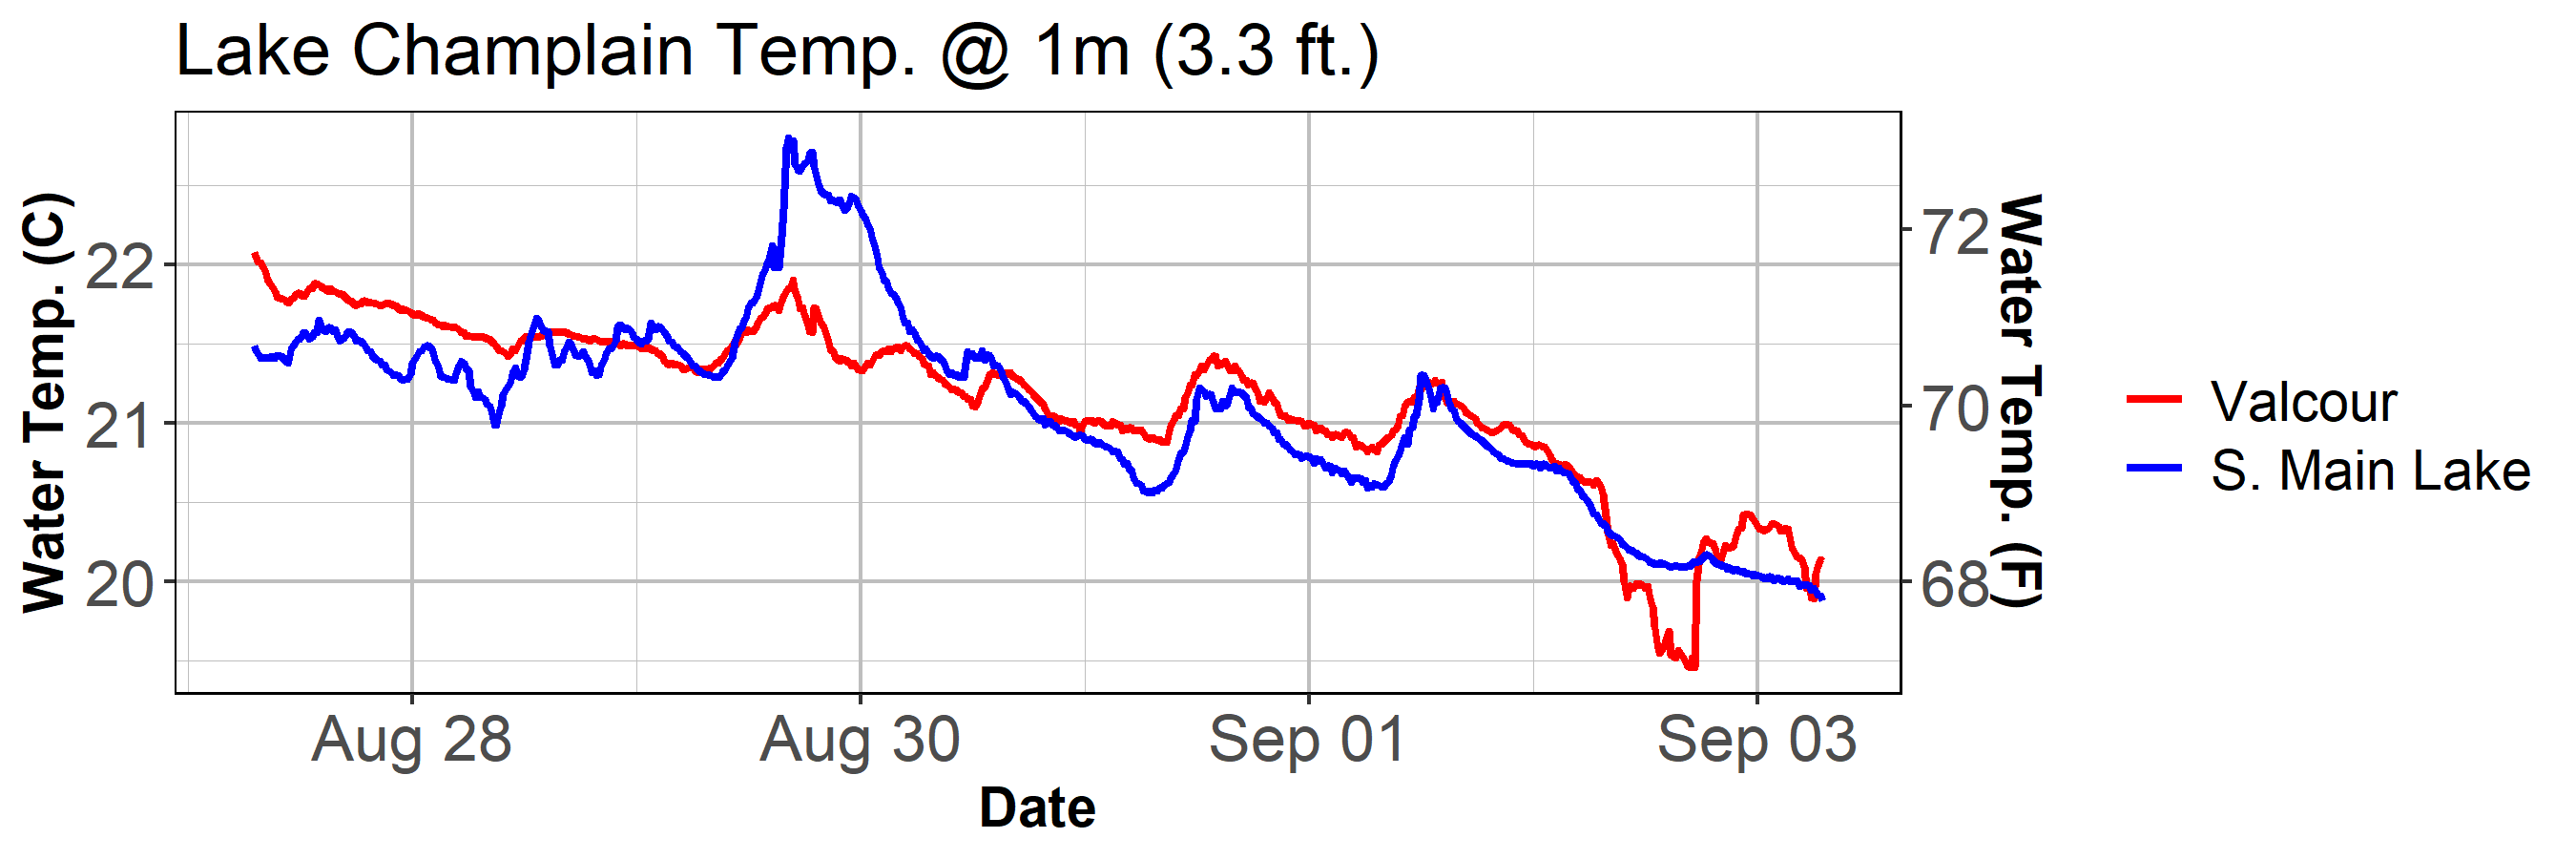 Lake Champlain Temp. @ 1m (3.3 ft.)
Water Temp. (C)
22
21
20
72
70
68
Water Temp. (F)
Aug 28
Aug 30
Sep 01
Sep 03
Date
Valcour
S. Main Lake